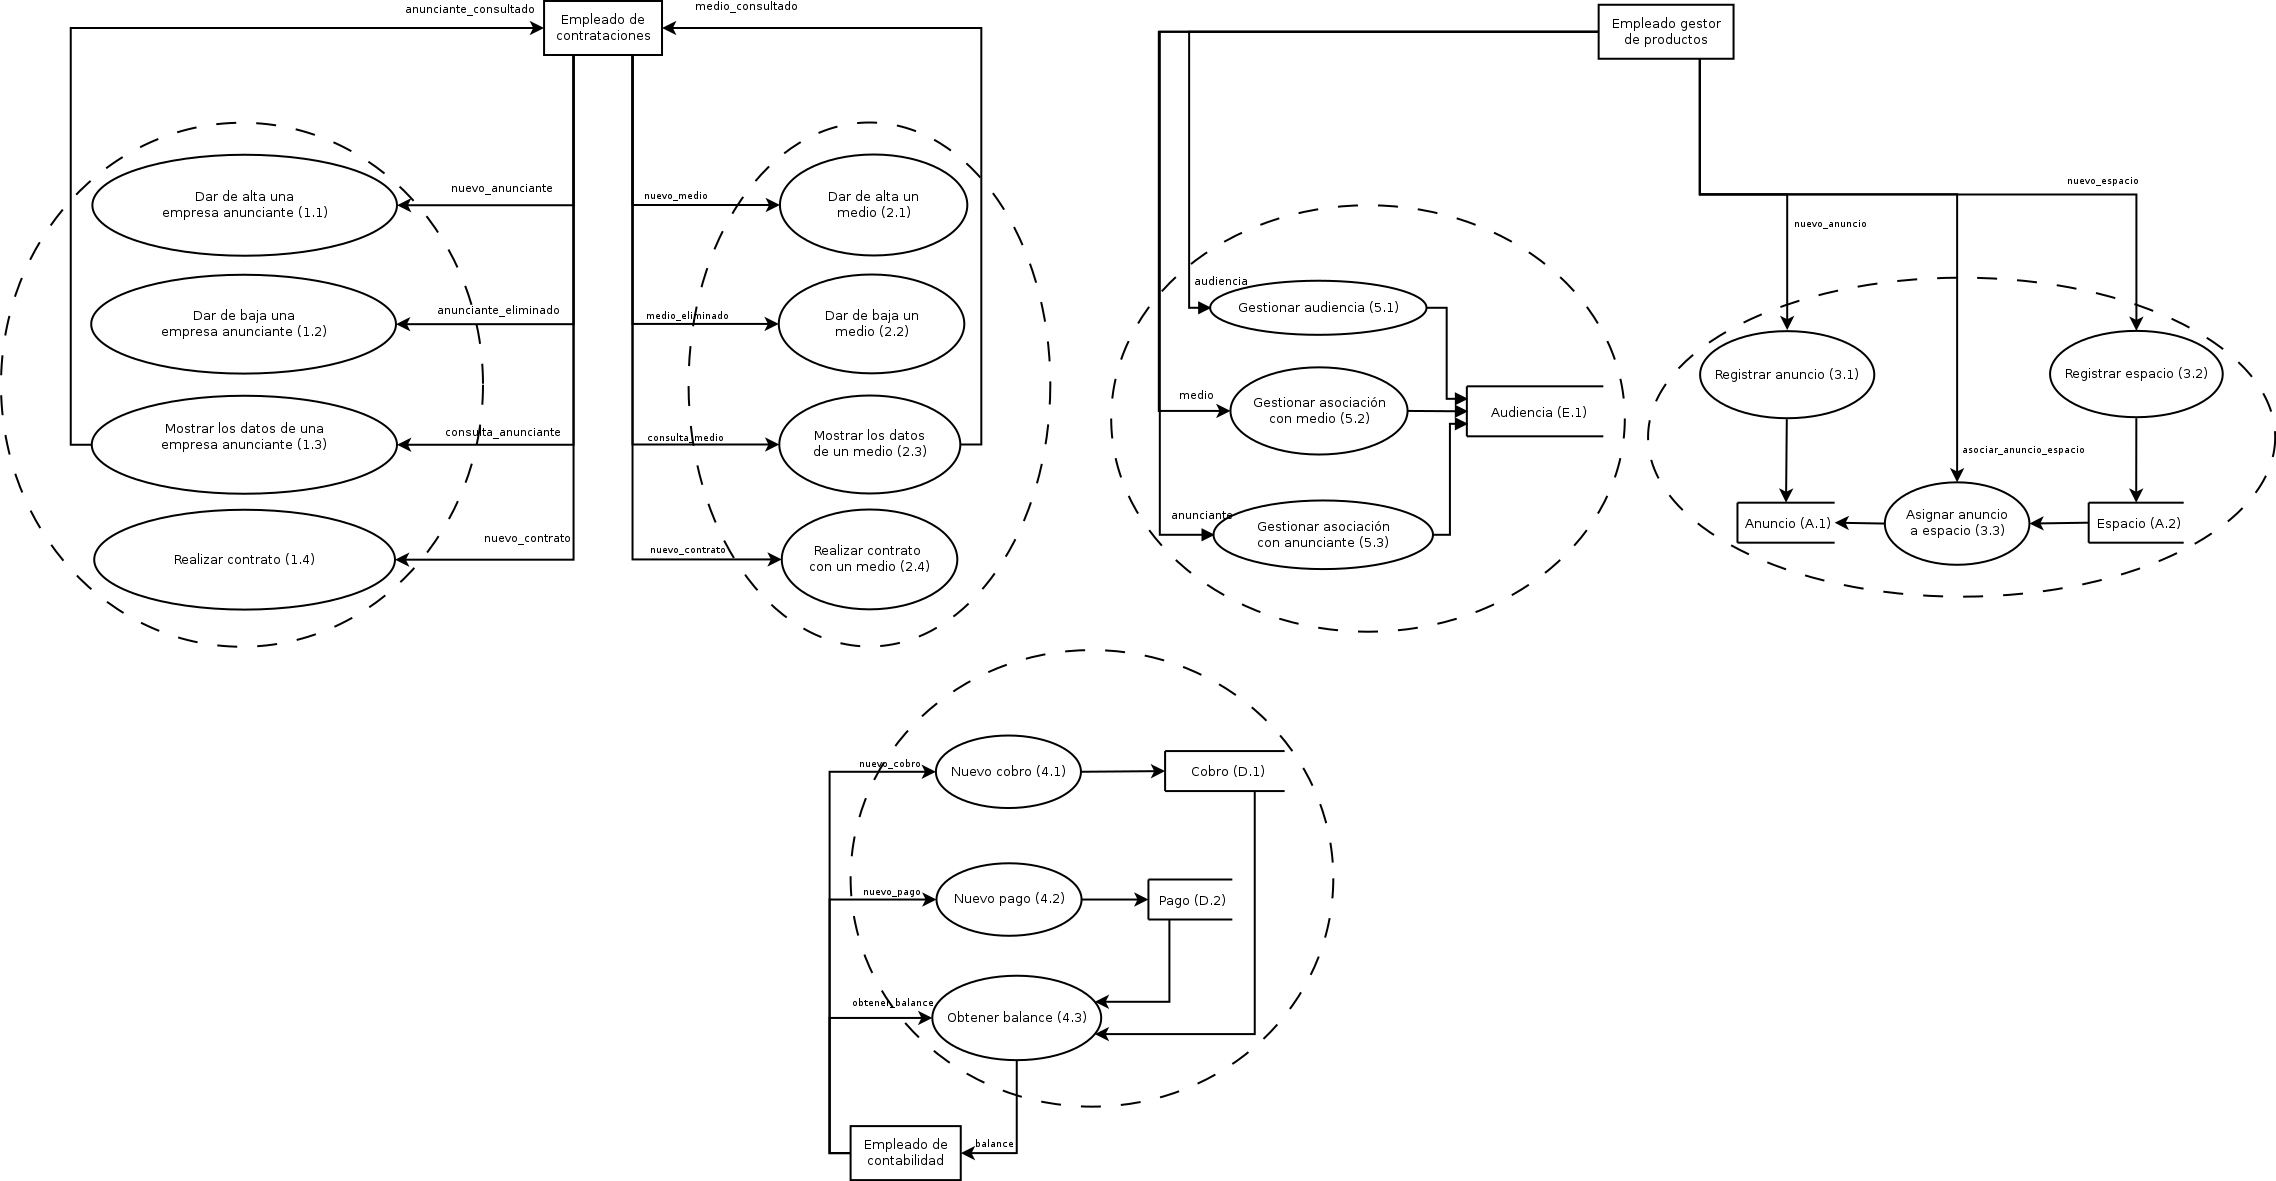 anunciante_consultado
Empleado de
contrataciones
medio_consultado
nuevo_anunciante
Dar de alta una
empresa anunciante (1.1)
anunciante_eliminado
Dar de baja una
empresa anunciante (1.2)
consulta_anunciante
Mostrar los datos de una
empresa anunciante (1.3)
nuevo_contrato
Realizar contrato (1.4)
nuevo_medio
Dar de alta un
medio (2.1)
medio_eliminado
Dar de baja un
medio (2.2)
consulta_medio
Mostrar los datos
de un medio (2.3)
nuevo_contrato
Realizar contrato
con un medio (2.4)
Empleado gestor
de productos
audiencia
Gestionar audiencia (5.1)
medio
Gestionar asociación
con medio (5.2)
Audiencia (E.1)
anunciante
Gestionar asociación
con anunciante (5.3)
nuevo_espacio
nuevo_anuncio
Registrar anuncio (3.1)
Registrar espacio (3.2)
asociar_anuncio_espacio
Anuncio (A.1)
Asignar anuncio
a espacio (3.3)
Espacio (A.2)
nuevo_cobro
Nuevo cobro (4.1)
Cobro (D.1)
nuevo_pago
Nuevo pago (4.2)
Pago (D.2)
obtener_balance
Obtener balance (4.3)
Empleado de
contabilidad
balance